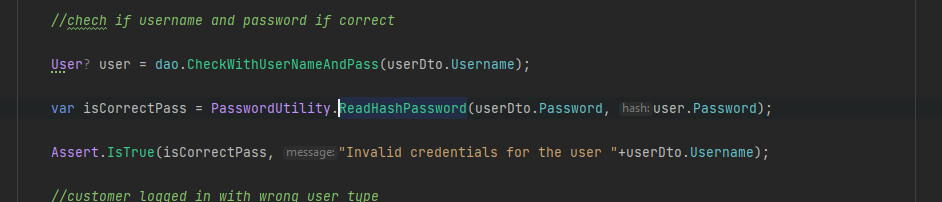 //chech if username and password if correct
User? user = dao.CheckWithUserNameAndPass(userDto.Username);
var isCorrectPass = PasswordUtility.ReadHashPassword(userDto.Password, hash: user.Password);
Assert.IsTrue(isCorrectPass, message: "Invalid credentials for the user "+userDto.Username);
//customer logged in with wrong user type